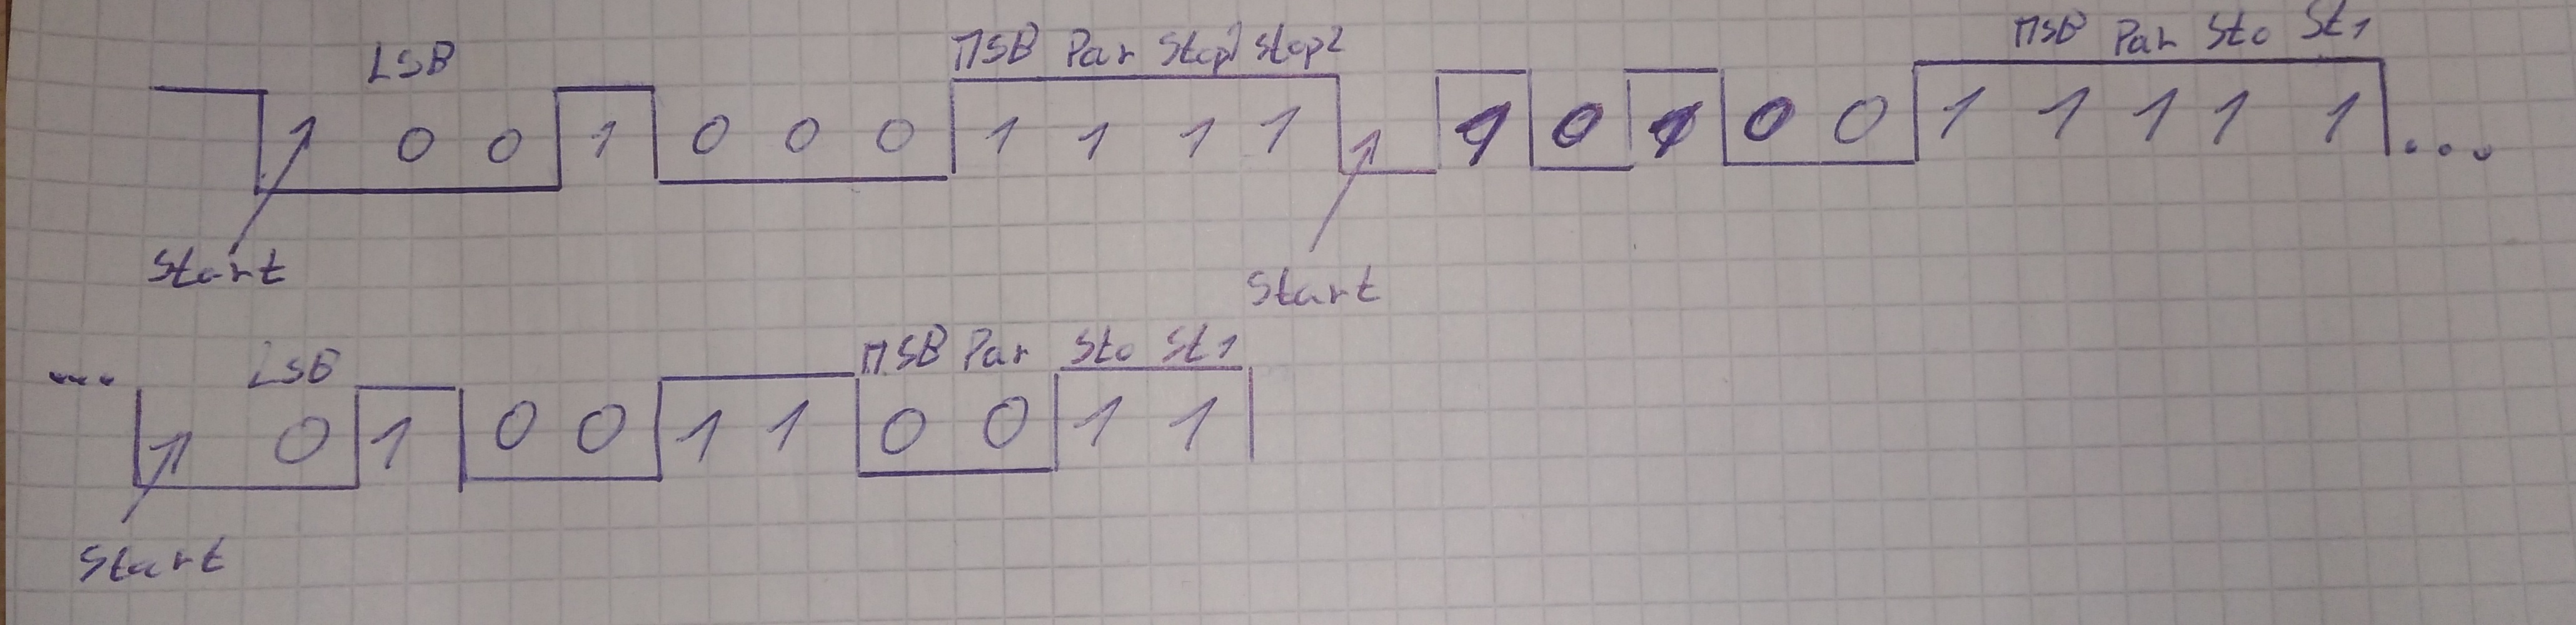 LSB MSB Par Stop1 Stop2 MSB Par St0 St1
1 0 0 1 0 0 0 1 1 1 1 1 1 0 1 0 0 1 1 1 1 1 ...
Start Start
... LSB MSB Par St0 St1
1 0 1 0 0 1 1 0 0 1 1
Start